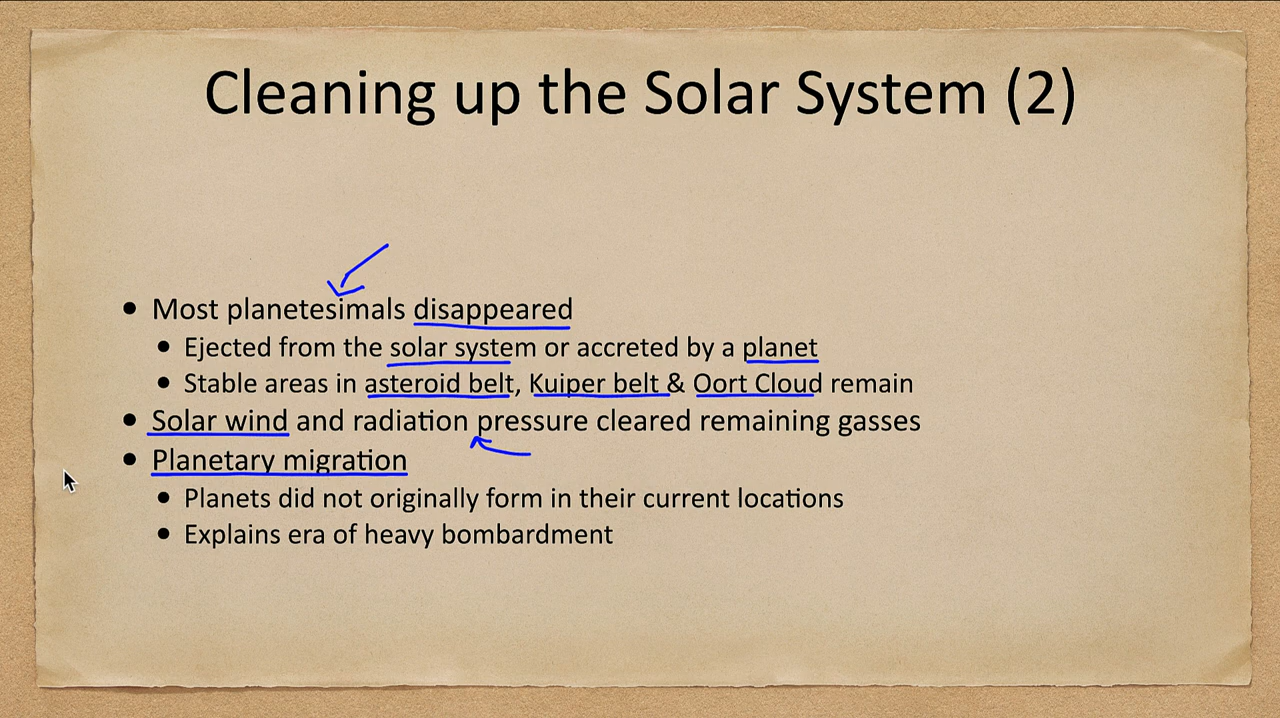 Cleaning up the Solar System (2)
• Most planetesimals disappeared
• Ejected from the solar system or accreted by a planet
• Stable areas in asteroid belt, Kuiper belt & Oort Cloud remain
• Solar wind and radiation pressure cleared remaining gasses
• Planetary migration
• Planets did not originally form in their current locations
• Explains era of heavy bombardment